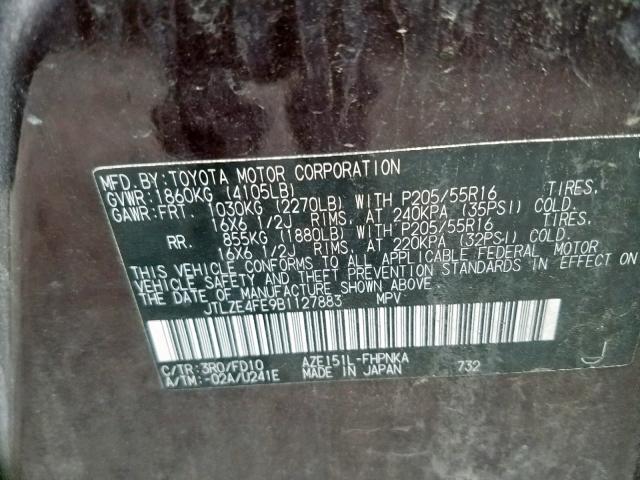 MFD.BY:TOYOTA MOTOR CORPORATION
GVWR:1860KG (4105LB)
GAWR:FRT. 1030KG (2270LB) WITH P205/55R16 TIRES,
16X6 1/2J RIMS, AT 240KPA (35PSI) COLD.
RR. 855KG (1880LB) WITH P205/55R16 TIRES,
16X6 1/2J RIMS, AT 220KPA (32PSI) COLD.
THIS VEHICLE CONFORMS TO ALL APPLICABLE FEDERAL MOTOR
VEHICLE SAFETY AND THEFT PREVENTION STANDARDS IN EFFECT ON
THE DATE OF MANUFACTURE SHOWN ABOVE
JTLZE4FE9B1127883 MPV
C/TR:3R0/FD10 AZE151L-FHPNKA
A/TM:-02A/U241E MADE IN JAPAN 732 J